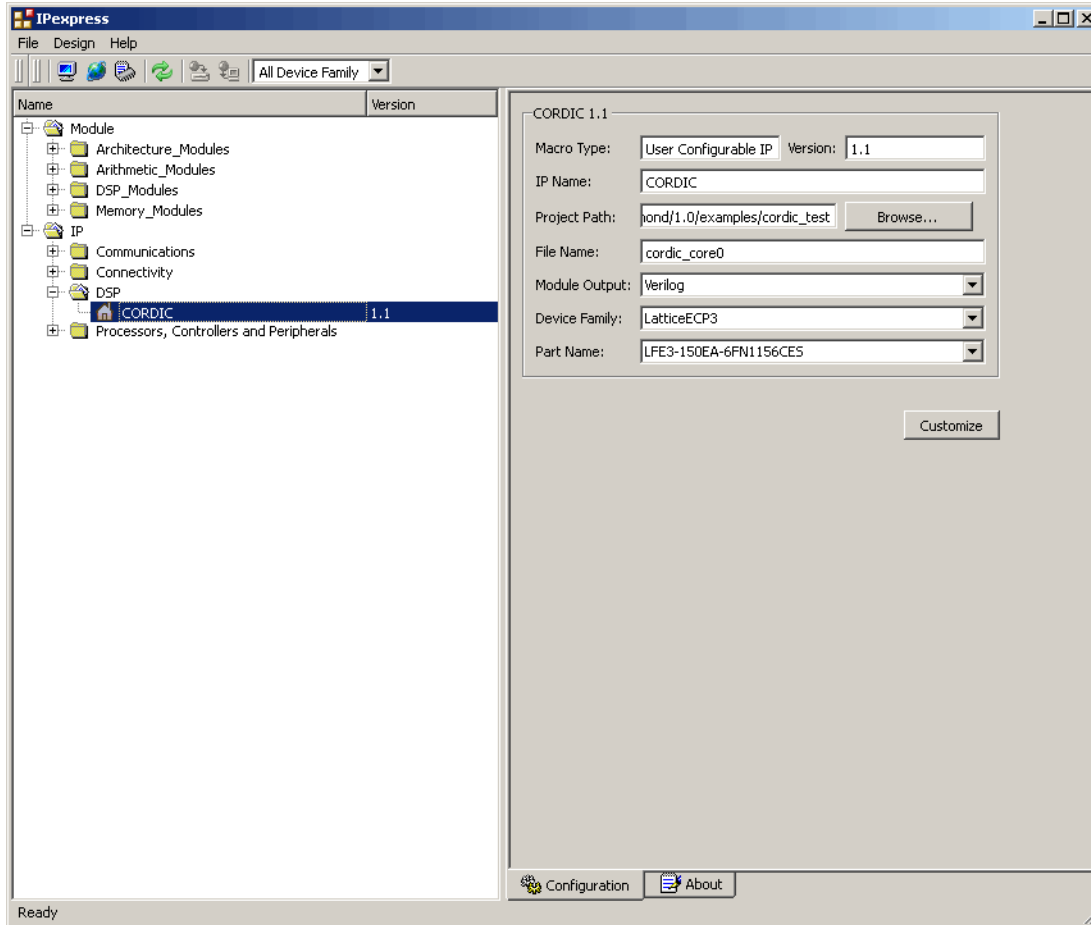 IPexpress
File Design Help
All Device Family
Name Version
Module
Architecture_Modules
Arithmetic_Modules
DSP_Modules
Memory_Modules
IP
Communications
Connectivity
DSP
CORDIC 1.1
Processors, Controllers and Peripherals
CORDIC 1.1
Macro Type: User Configurable IP Version: 1.1
IP Name: CORDIC
Project Path: nond/1.0/examples/cordic_test Browse...
File Name: cordic_core0
Module Output: Verilog
Device Family: LatticeECP3
Part Name: LFE3-150EA-6FN1156CES
Customize
Configuration About
Ready